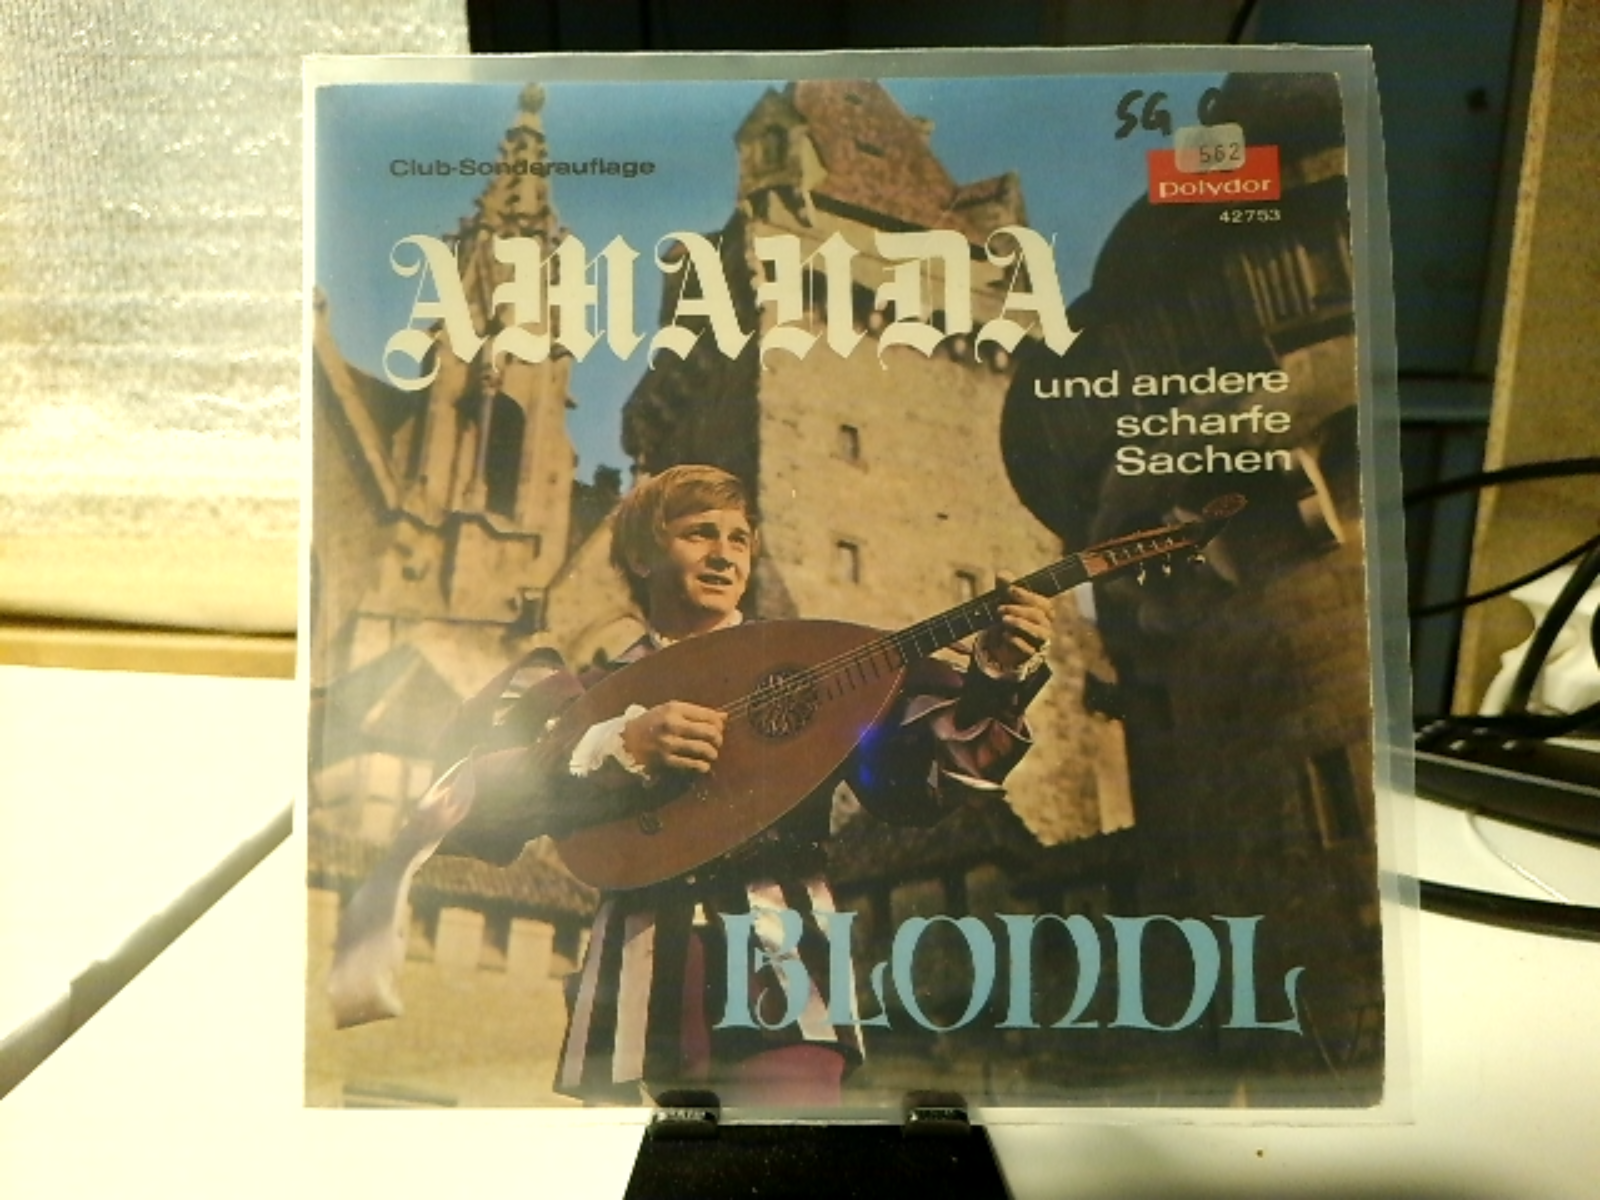 SG
Club-Sonderauflage
562
polydor
42753
AMANDA
und andere
scharfe
Sachen
BLONDL